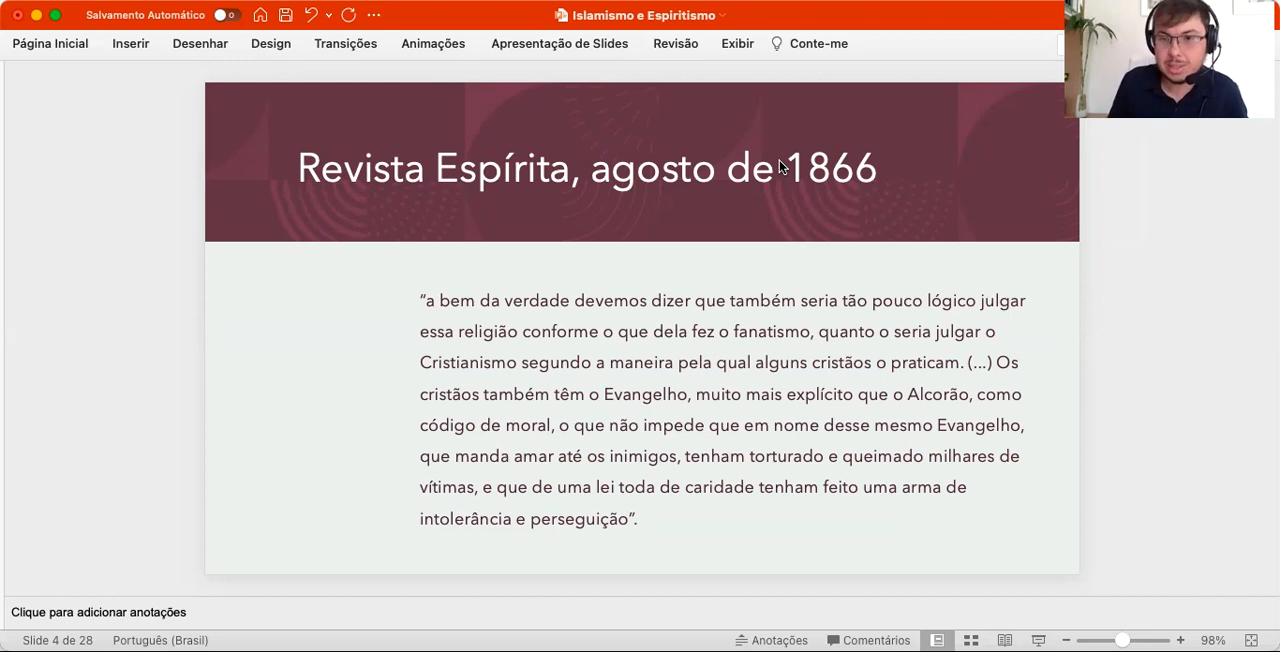 Salvamento Automático 0 Islamismo e Espiritismo
Página Inicial Inserir Desenhar Design Transições Animações Apresentação de Slides Revisão Exibir Conte-me
Revista Espírita, agosto de 1866
“a bem da verdade devemos dizer que também seria tão pouco lógico julgar
essa religião conforme o que dela fez o fanatismo, quanto o seria julgar o
Cristianismo segundo a maneira pela qual alguns cristãos o praticam. (...) Os
cristãos também têm o Evangelho, muito mais explícito que o Alcorão, como
código de moral, o que não impede que em nome desse mesmo Evangelho,
que manda amar até os inimigos, tenham torturado e queimado milhares de
vítimas, e que de uma lei toda de caridade tenham feito uma arma de
intolerância e perseguição”.
Clique para adicionar anotações
Slide 4 de 28 Português (Brasil) Anotações Comentários 98%